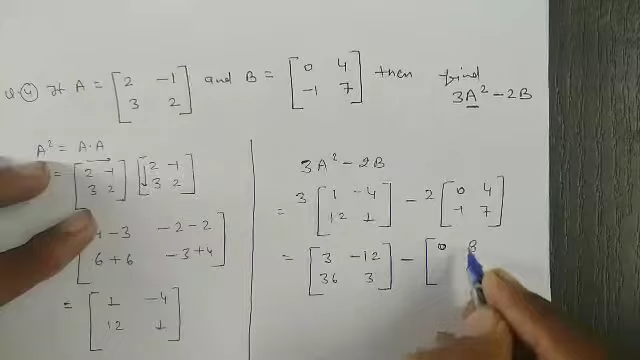 Q.4 If A = [ 2 -1 and B = [ 0 4 then find
3 2 ] -1 7 ] 3A² - 2B
A² = A·A
= [ 2 -1 [ 2 -1
3 2 ] 3 2 ]
4 - 3 -2 - 2
6 + 6 -3 + 4 ]
= [ 1 -4
12 1 ]
3A² - 2B
= 3 [ 1 -4 - 2 [ 0 4
12 1 ] -1 7 ]
= [ 3 -12 - [ 0 8
36 3 ]